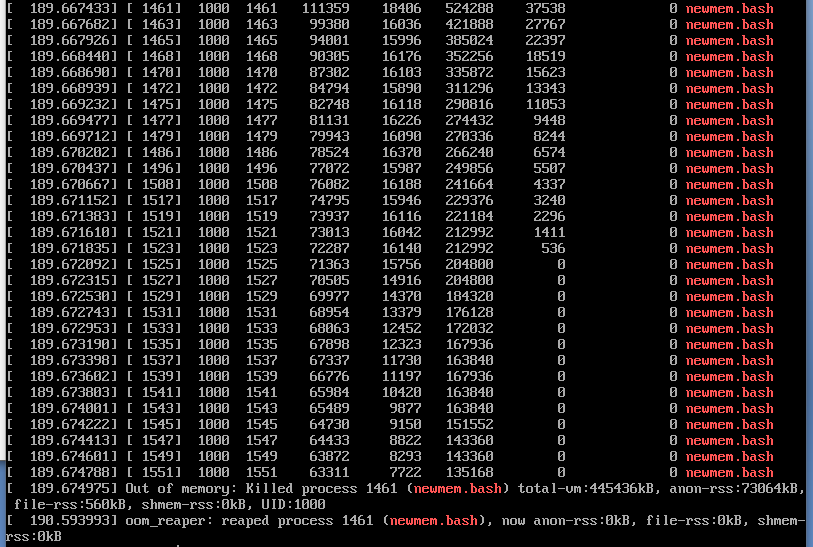 [  189.667433] [ 1461]  1000  1461   111359    18406   524288    37538             0 newmem.bash
[  189.667682] [ 1463]  1000  1463    99380    16036   421888    27767             0 newmem.bash
[  189.667926] [ 1465]  1000  1465    94001    15996   385024    22397             0 newmem.bash
[  189.668440] [ 1468]  1000  1468    90305    16176   352256    18519             0 newmem.bash
[  189.668690] [ 1470]  1000  1470    87302    16103   335872    15623             0 newmem.bash
[  189.668939] [ 1472]  1000  1472    84794    15890   311296    13343             0 newmem.bash
[  189.669232] [ 1475]  1000  1475    82748    16118   290816    11053             0 newmem.bash
[  189.669477] [ 1477]  1000  1477    81131    16226   274432     9448             0 newmem.bash
[  189.669712] [ 1479]  1000  1479    79943    16090   270336     8244             0 newmem.bash
[  189.670202] [ 1486]  1000  1486    78524    16370   266240     6574             0 newmem.bash
[  189.670437] [ 1496]  1000  1496    77072    15987   249856     5507             0 newmem.bash
[  189.670667] [ 1508]  1000  1508    76082    16188   241664     4337             0 newmem.bash
[  189.671152] [ 1517]  1000  1517    74795    15946   229376     3240             0 newmem.bash
[  189.671383] [ 1519]  1000  1519    73937    16116   221184     2296             0 newmem.bash
[  189.671610] [ 1521]  1000  1521    73013    16042   212992     1411             0 newmem.bash
[  189.671835] [ 1523]  1000  1523    72287    16140   212992      536             0 newmem.bash
[  189.672092] [ 1525]  1000  1525    71363    15756   204800        0             0 newmem.bash
[  189.672315] [ 1527]  1000  1527    70505    14916   204800        0             0 newmem.bash
[  189.672530] [ 1529]  1000  1529    69977    14370   184320        0             0 newmem.bash
[  189.672743] [ 1531]  1000  1531    68954    13379   176128        0             0 newmem.bash
[  189.672953] [ 1533]  1000  1533    68063    12452   172032        0             0 newmem.bash
[  189.673190] [ 1535]  1000  1535    67898    12323   167936        0             0 newmem.bash
[  189.673398] [ 1537]  1000  1537    67337    11730   163840        0             0 newmem.bash
[  189.673602] [ 1539]  1000  1539    66776    11197   167936        0             0 newmem.bash
[  189.673803] [ 1541]  1000  1541    65984    10420   163840        0             0 newmem.bash
[  189.674001] [ 1543]  1000  1543    65489     9877   163840        0             0 newmem.bash
[  189.674222] [ 1545]  1000  1545    64730     9150   151552        0             0 newmem.bash
[  189.674413] [ 1547]  1000  1547    64433     8822   143360        0             0 newmem.bash
[  189.674601] [ 1549]  1000  1549    63872     8293   143360        0             0 newmem.bash
[  189.674788] [ 1551]  1000  1551    63311     7722   135168        0             0 newmem.bash
[  189.674975] Out of memory: Killed process 1461 (newmem.bash) total-vm:445436kB, anon-rss:73064kB,
 file-rss:560kB, shmem-rss:0kB, UID:1000
[  190.593993] oom_reaper: reaped process 1461 (newmem.bash), now anon-rss:0kB, file-rss:0kB, shmem-
rss:0kB